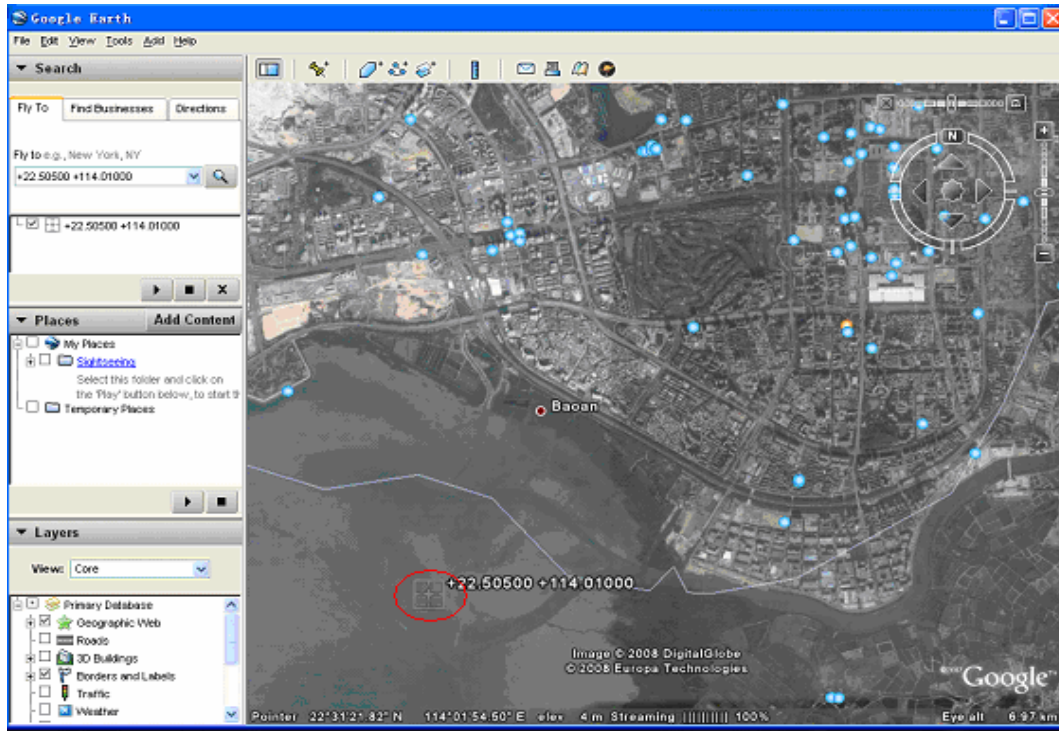 Google Earth
File Edit View Tools Add Help
Search
Fly To Find Businesses Directions
Fly to e.g., New York, NY
+22.50500 +114.01000
+22.50500 +114.01000
Places Add Content
My Places
Sightseeing
Select this folder and click on
the 'Play' button below, to start th
Temporary Places
Layers
View: Core
Primary Database
Geographic Web
Roads
3D Buildings
Borders and Labels
Traffic
Weather
N
Baoan
+22.50500 +114.01000
Image © 2008 DigitalGlobe
© 2008 Europa Technologies
Google
Pointer 22°31'21.82" N 114°01'54.50" E elev 4 m Streaming |||||||||| 100% Eye alt 6.97 km